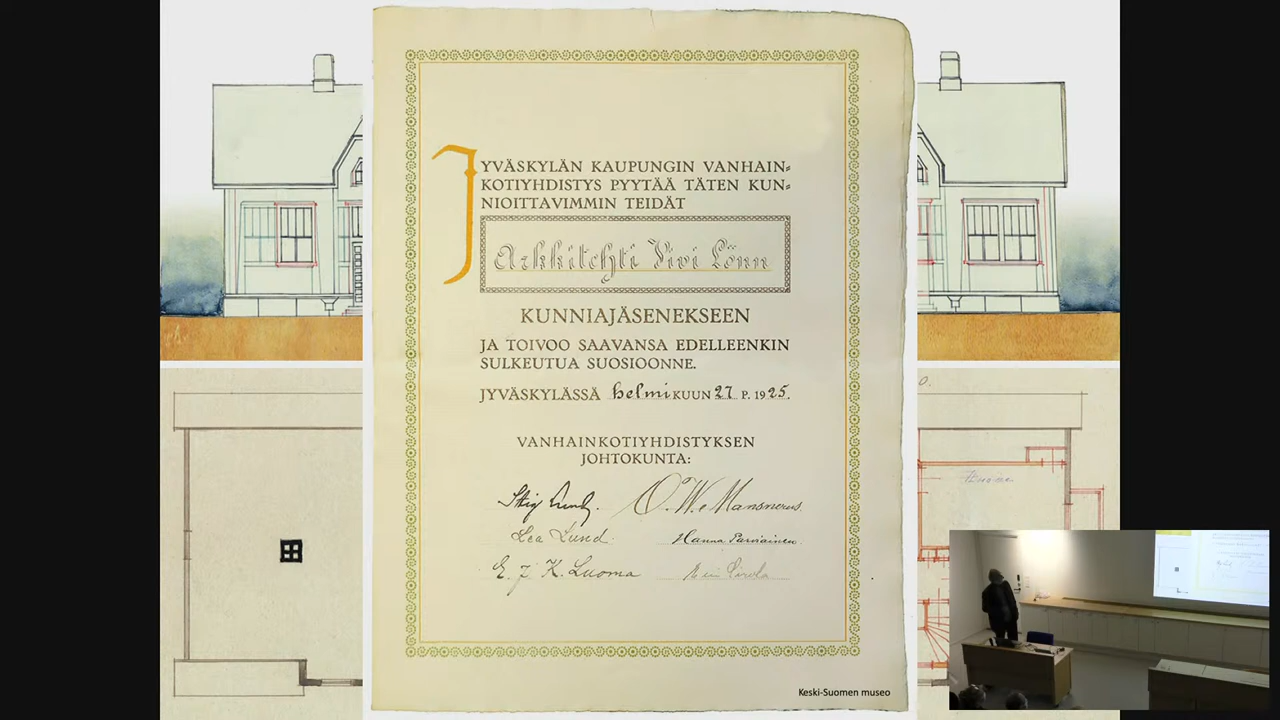 JYVÄSKYLÄN KAUPUNGIN VANHAIN-
KOTIYHDISTYS PYYTÄÄ TÄTEN KUN-
NIOITTAVIMMIN TEIDÄT
Arkkitehti Vivi Lönn
KUNNIAJÄSENEKSEEN
JA TOIVOO SAAVANSA EDELLEENKIN
SULKEUTUA SUOSIOONNE.
JYVÄSKYLÄSSÄ helmiKUUN 27 P. 1925.
VANHAINKOTIYHDISTYKSEN
JOHTOKUNTA:
O. W. Mansnerus.
Lea Lund. Hanna Parviainen.
E. J. K. Luoma
Keski-Suomen museo